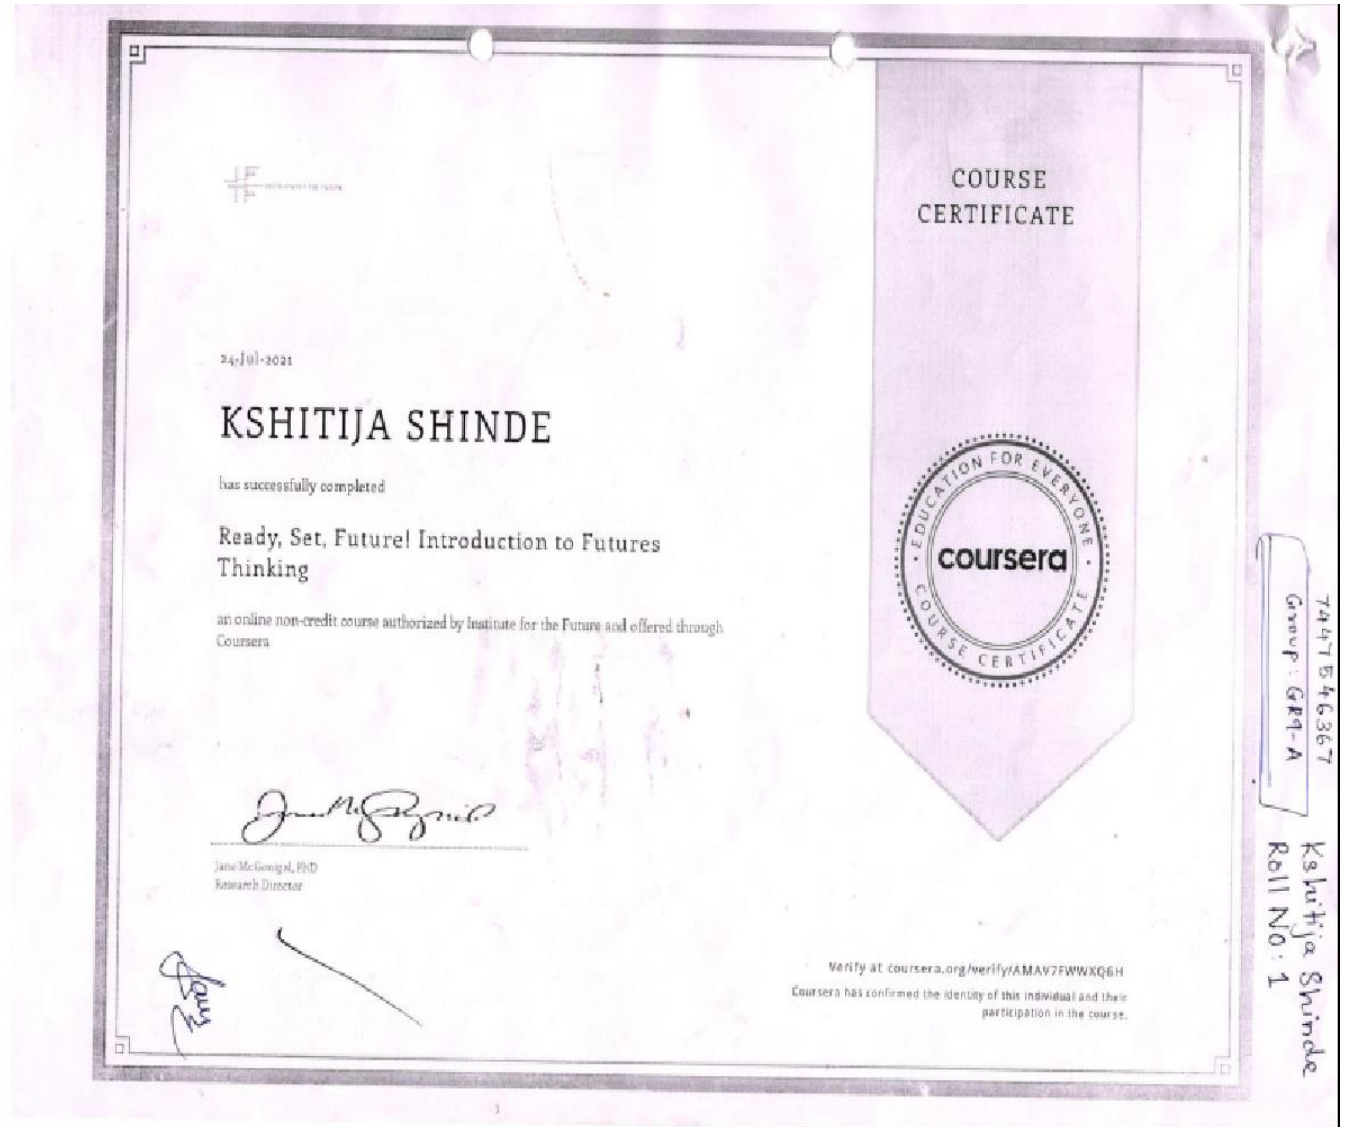 COURSE
CERTIFICATE
24-Jul-2021
KSHITIJA SHINDE
has successfully completed
Ready, Set, Future! Introduction to Futures
Thinking
an online non-credit course authorized by Institute for the Future and offered through
Coursera
EDUCATION FOR EVERYONE
coursera
COURSE CERTIFICATE
Jane McGonigal, PhD
Research Director
Verify at coursera.org/verify/AMAV7FWWXQ6H
Coursera has confirmed the identity of this individual and their
participation in the course.
7447546367
Group: GR9-A
Kshitija Shinde
Roll No: 1